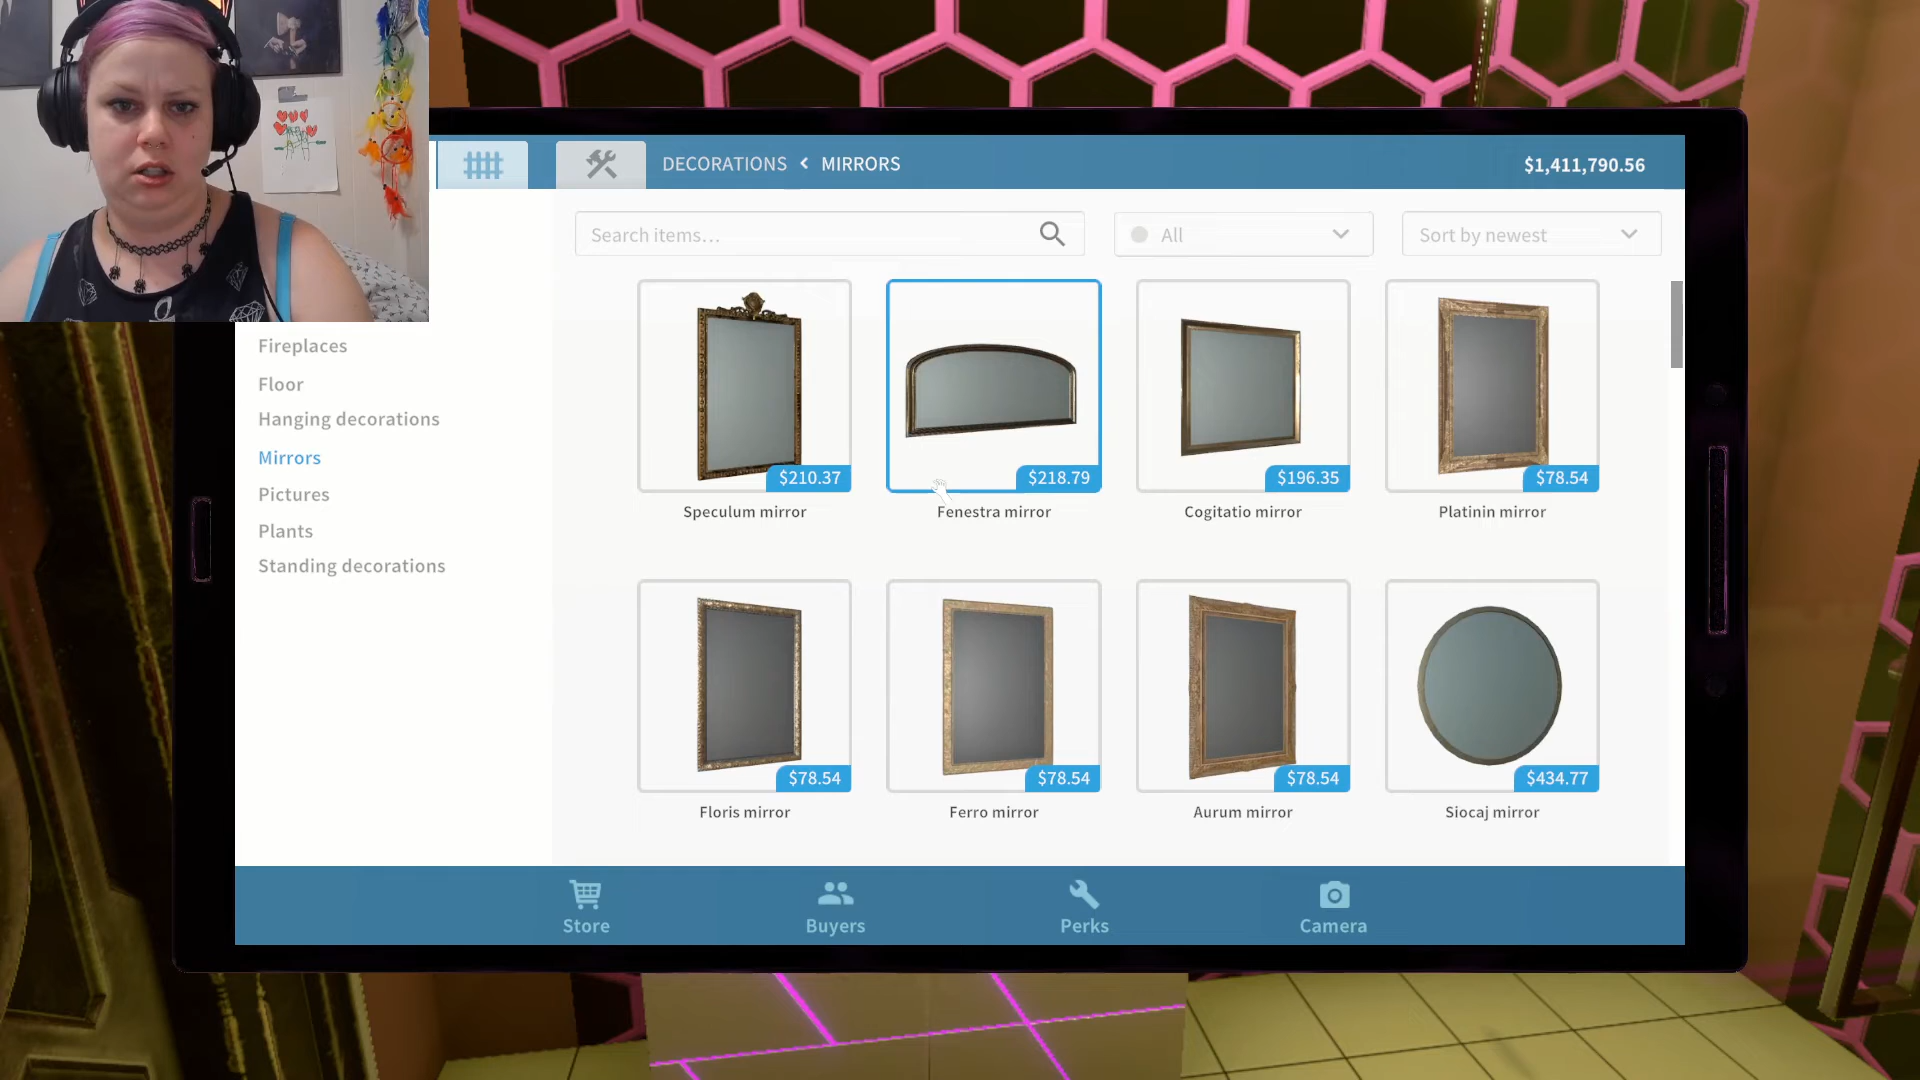 DECORATIONS < MIRRORS
$1,411,790.56
Search items...
All
Sort by newest
Fireplaces
Floor
Hanging decorations
Mirrors
Pictures
Plants
Standing decorations
$210.37
$218.79
$196.35
$78.54
Speculum mirror
Fenestra mirror
Cogitatio mirror
Platinin mirror
$78.54
$78.54
$78.54
$434.77
Floris mirror
Ferro mirror
Aurum mirror
Siocaj mirror
Store
Buyers
Perks
Camera